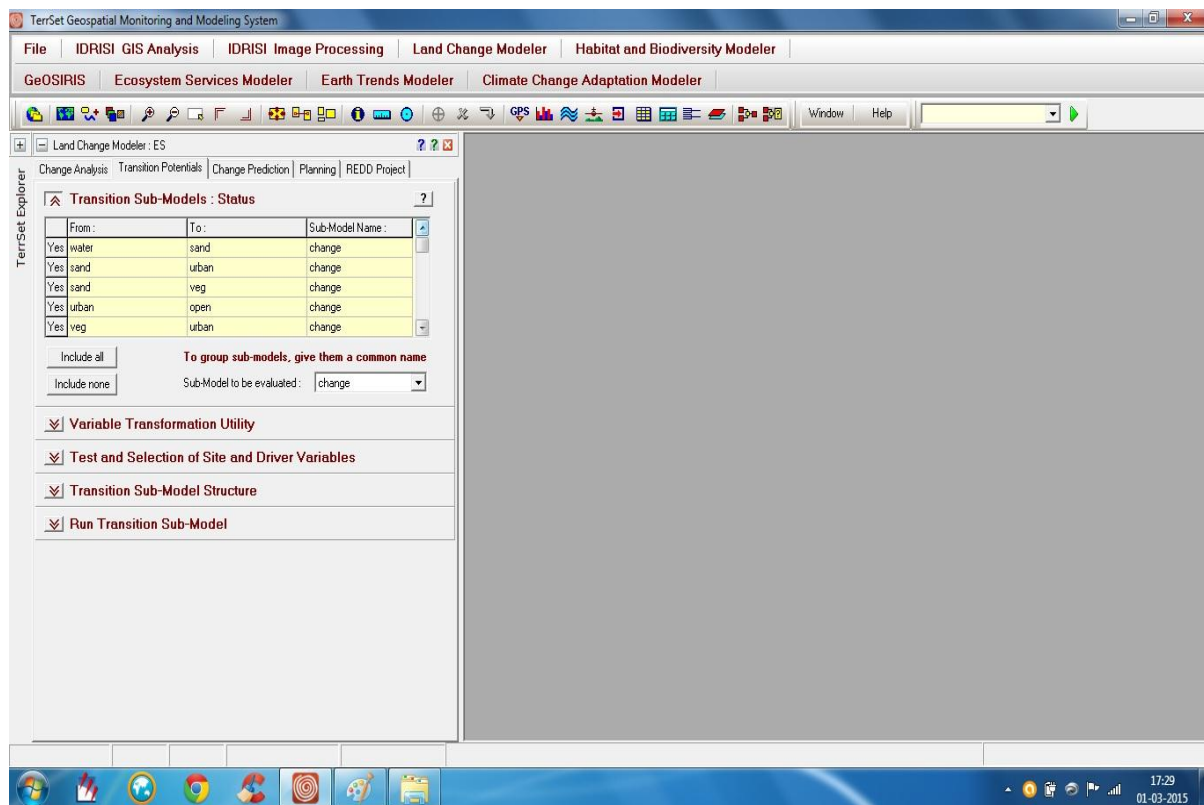 TerrSet Geospatial Monitoring and Modeling System
File IDRISI GIS Analysis IDRISI Image Processing Land Change Modeler Habitat and Biodiversity Modeler
GeOSIRIS Ecosystem Services Modeler Earth Trends Modeler Climate Change Adaptation Modeler
GPS Window Help
Land Change Modeler : ES ? ?
Change Analysis Transition Potentials Change Prediction Planning REDD Project
TerrSet Explorer
Transition Sub-Models : Status ?
From : To : Sub-Model Name :
Yes water sand change
Yes sand urban change
Yes sand veg change
Yes urban open change
Yes veg urban change
Include all To group sub-models, give them a common name
Include none Sub-Model to be evaluated : change
Variable Transformation Utility
Test and Selection of Site and Driver Variables
Transition Sub-Model Structure
Run Transition Sub-Model
17:29
01-03-2015